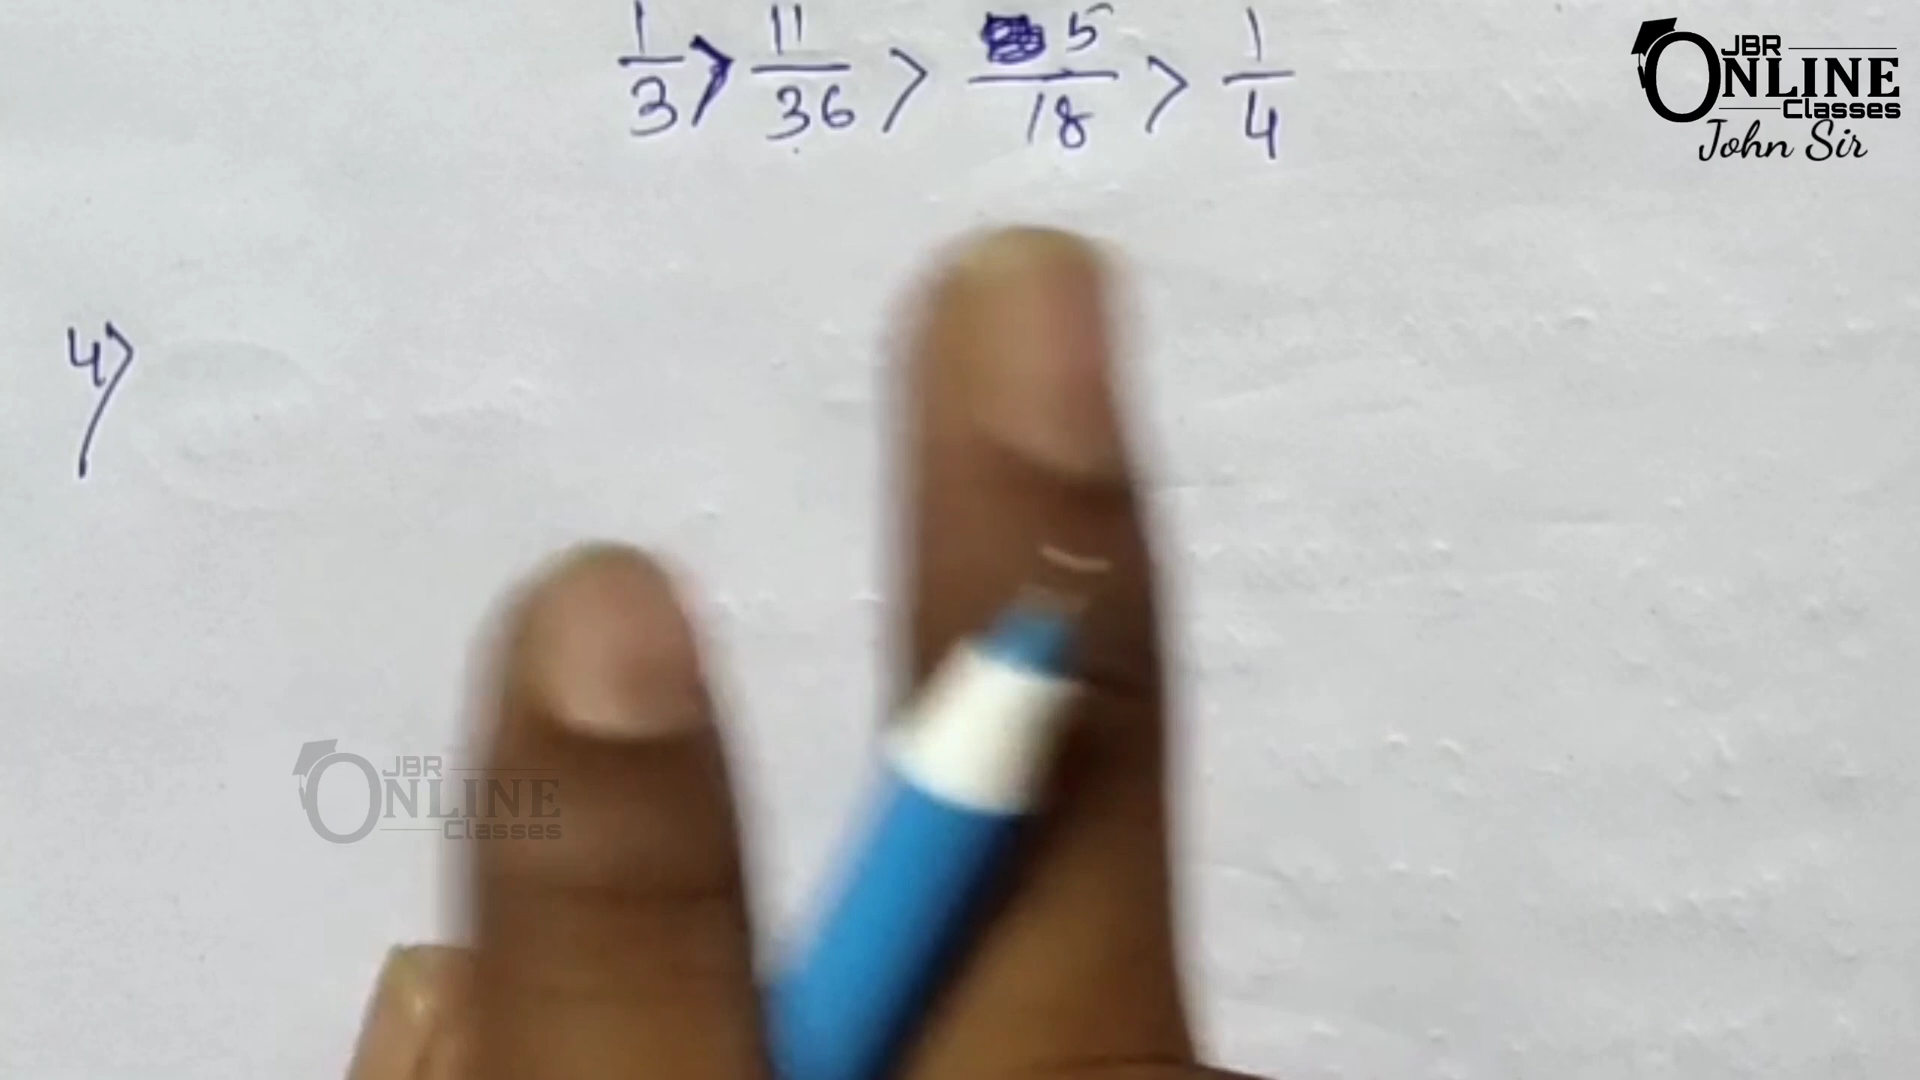 1/3 > 11/36 > 5/18 > 1/4
JBR
ONLINE
Classes
John Sir
4)
JBR
ONLINE
Classes